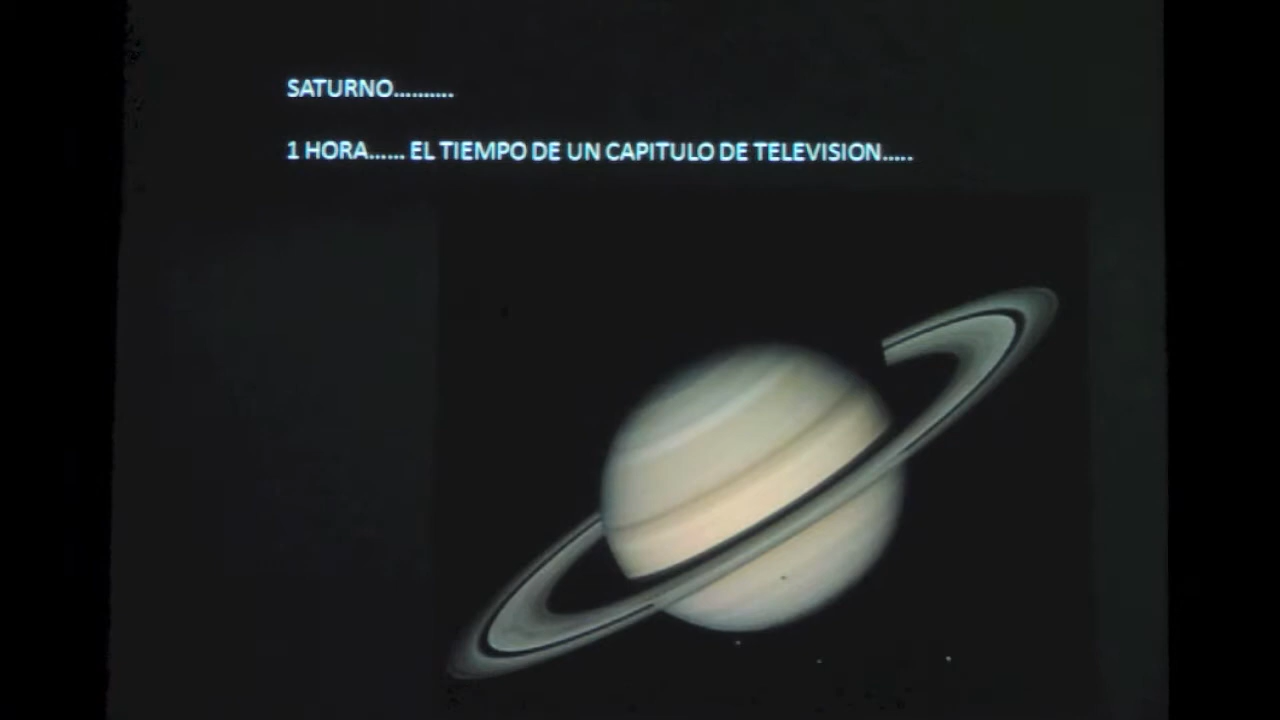 SATURNO..........
1 HORA...... EL TIEMPO DE UN CAPITULO DE TELEVISION.....